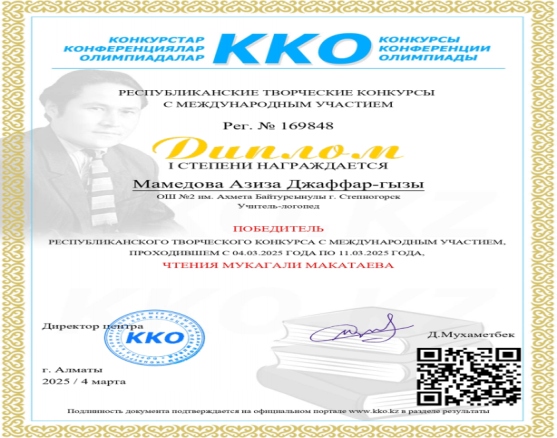 КОНКУРСТАР
КОНФЕРЕНЦИЯЛАР
ОЛИМПИАДАЛАР
ККО
КОНКУРСЫ
КОНФЕРЕНЦИИ
ОЛИМПИАДЫ
РЕСПУБЛИКАНСКИЕ ТВОРЧЕСКИЕ КОНКУРСЫ
С МЕЖДУНАРОДНЫМ УЧАСТИЕМ
Рег. № 169848
Диплом
I СТЕПЕНИ НАГРАЖДАЕТСЯ
Мамедова Азиза Джаффар-гызы
ОШ №2 им. Ахмета Байтурсынулы г. Степногорск
Учитель-логопед
ПОБЕДИТЕЛЬ
РЕСПУБЛИКАНСКОГО ТВОРЧЕСКОГО КОНКУРСА С МЕЖДУНАРОДНЫМ УЧАСТИЕМ,
ПРОХОДИВШЕМ С 04.03.2025 ГОДА ПО 11.03.2025 ГОДА,
ЧТЕНИЯ МУКАГАЛИ МАКАТАЕВА
Директор центра
ККО
Д.Мухаметбек
г. Алматы
2025 / 4 марта
Подлинность документа подтверждается на официальном портале www.kko.kz в разделе результаты